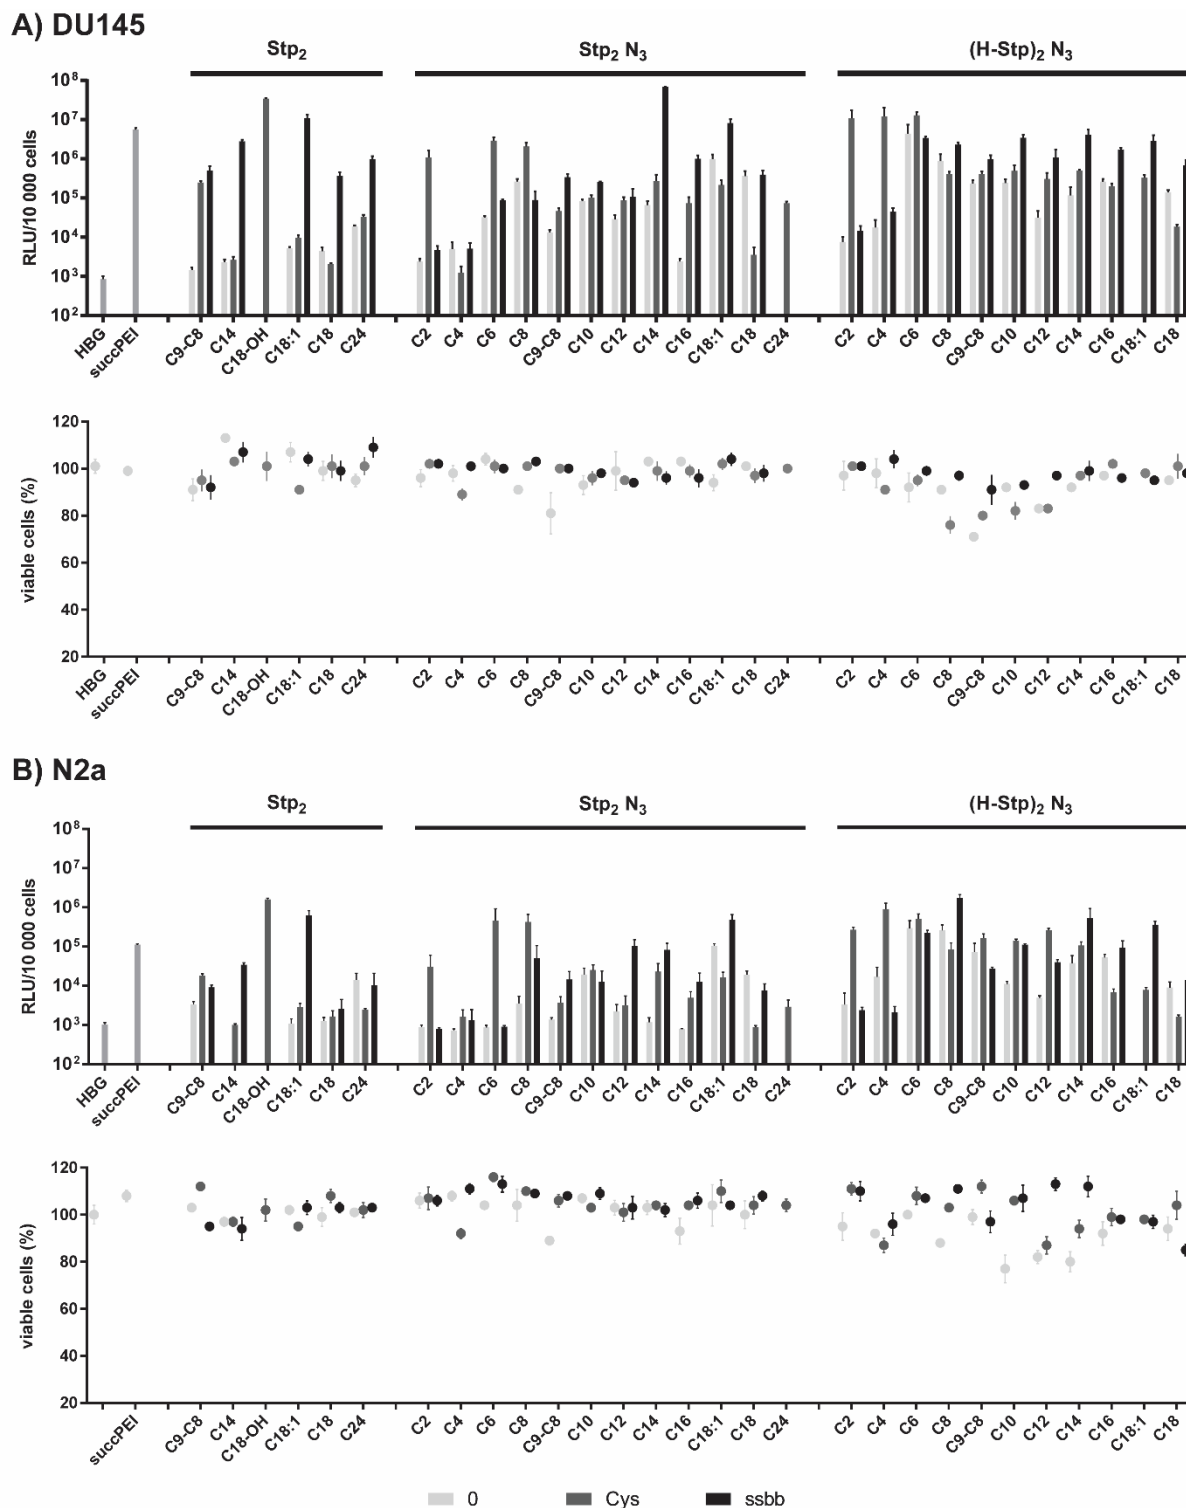 A) DU145
Stp2
Stp2 N3
(H-Stp)2 N3
RLU/10 000 cells
10^8
10^7
10^6
10^5
10^4
10^3
10^2
HBG succPEI C9-C8 C14 C18-OH C18:1 C18 C24 C2 C4 C6 C8 C9-C8 C10 C12 C14 C16 C18:1 C18 C24 C2 C4 C6 C8 C9-C8 C10 C12 C14 C16 C18:1 C18
viable cells (%)
120
100
80
60
40
20
HBG succPEI C9-C8 C14 C18-OH C18:1 C18 C24 C2 C4 C6 C8 C9-C8 C10 C12 C14 C16 C18:1 C18 C24 C2 C4 C6 C8 C9-C8 C10 C12 C14 C16 C18:1 C18
B) N2a
Stp2
Stp2 N3
(H-Stp)2 N3
RLU/10 000 cells
10^8
10^7
10^6
10^5
10^4
10^3
10^2
HBG succPEI C9-C8 C14 C18-OH C18:1 C18 C24 C2 C4 C6 C8 C9-C8 C10 C12 C14 C16 C18:1 C18 C24 C2 C4 C6 C8 C9-C8 C10 C12 C14 C16 C18:1 C18
viable cells (%)
120
100
80
60
40
20
succPEI C9-C8 C14 C18-OH C18:1 C18 C24 C2 C4 C6 C8 C9-C8 C10 C12 C14 C16 C18:1 C18 C24 C2 C4 C6 C8 C9-C8 C10 C12 C14 C16 C18:1 C18
0 Cys ssbb